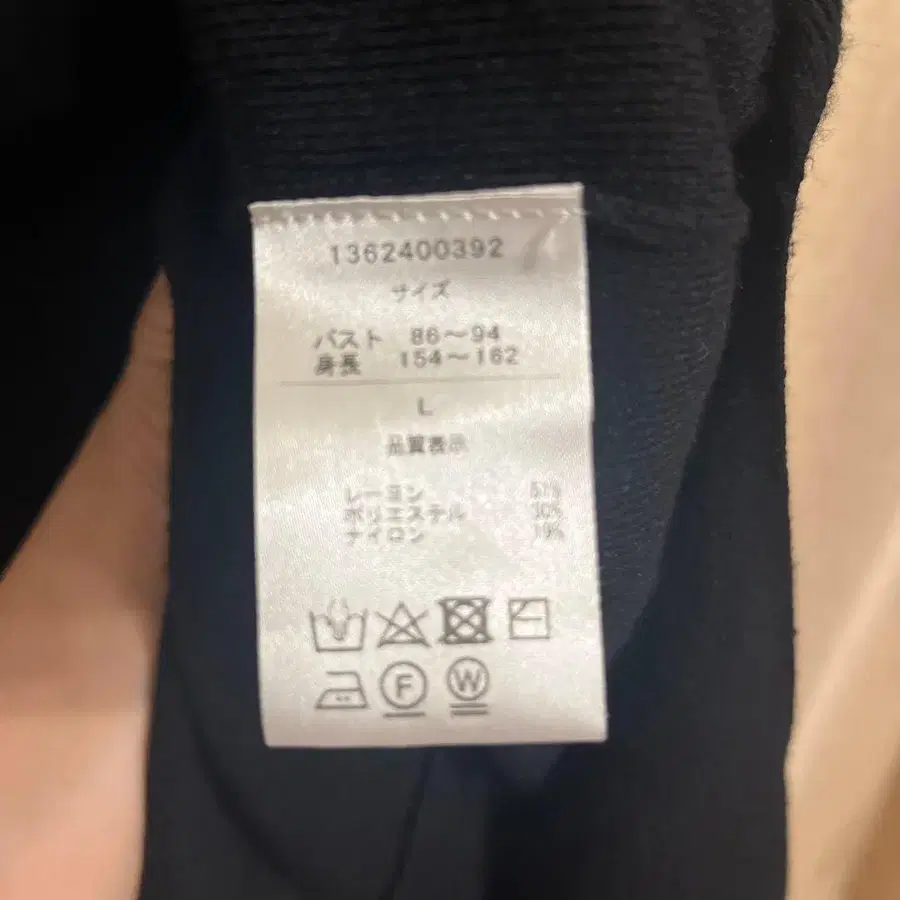 1362400392
サイズ
バスト 86～94
身長 154～162
L
品質表示
レーヨン 51%
ポリエステル 30%
ナイロン 19%
F
W